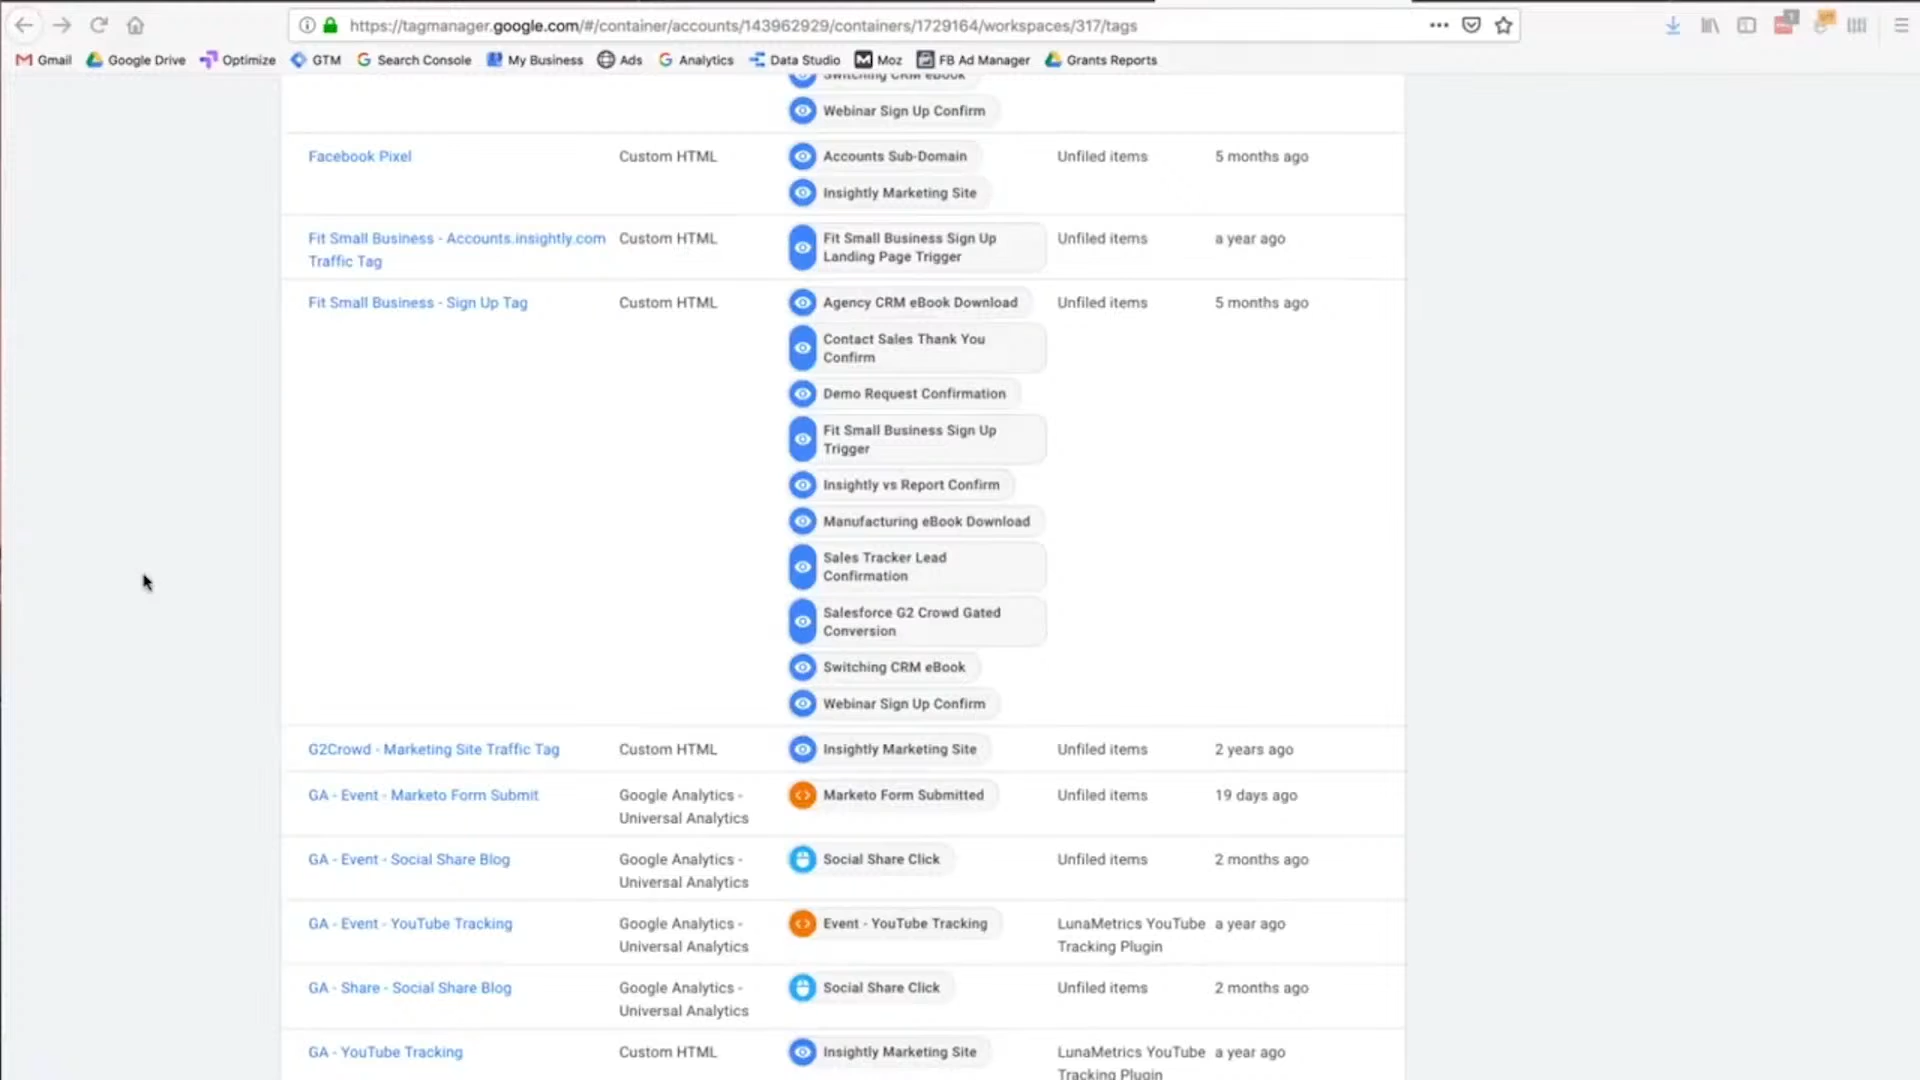 https://tagmanager.google.com/#/container/accounts/143962929/containers/1729164/workspaces/317/tags
Gmail Google Drive Optimize GTM Search Console My Business Ads Analytics Data Studio Moz FB Ad Manager Grants Reports
Switching CRM eBook
Webinar Sign Up Confirm
Facebook Pixel Custom HTML Accounts Sub-Domain Unfiled items 5 months ago
Insightly Marketing Site
Fit Small Business - Accounts.insightly.com Custom HTML Fit Small Business Sign Up Unfiled items a year ago
Traffic Tag Landing Page Trigger
Fit Small Business - Sign Up Tag Custom HTML Agency CRM eBook Download Unfiled items 5 months ago
Contact Sales Thank You
Confirm
Demo Request Confirmation
Fit Small Business Sign Up
Trigger
Insightly vs Report Confirm
Manufacturing eBook Download
Sales Tracker Lead
Confirmation
Salesforce G2 Crowd Gated
Conversion
Switching CRM eBook
Webinar Sign Up Confirm
G2Crowd - Marketing Site Traffic Tag Custom HTML Insightly Marketing Site Unfiled items 2 years ago
GA - Event - Marketo Form Submit Google Analytics - Marketo Form Submitted Unfiled items 19 days ago
Universal Analytics
GA - Event - Social Share Blog Google Analytics - Social Share Click Unfiled items 2 months ago
Universal Analytics
GA - Event - YouTube Tracking Google Analytics - Event - YouTube Tracking LunaMetrics YouTube a year ago
Universal Analytics Tracking Plugin
GA - Share - Social Share Blog Google Analytics - Social Share Click Unfiled items 2 months ago
Universal Analytics
GA - YouTube Tracking Custom HTML Insightly Marketing Site LunaMetrics YouTube a year ago
Tracking Plugin